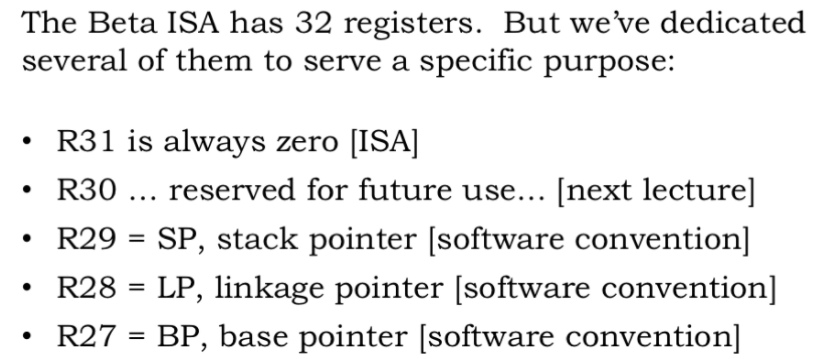 The Beta ISA has 32 registers.  But we’ve dedicated
several of them to serve a specific purpose:
• R31 is always zero [ISA]
• R30 … reserved for future use… [next lecture]
• R29 = SP, stack pointer [software convention]
• R28 = LP, linkage pointer [software convention]
• R27 = BP, base pointer [software convention]